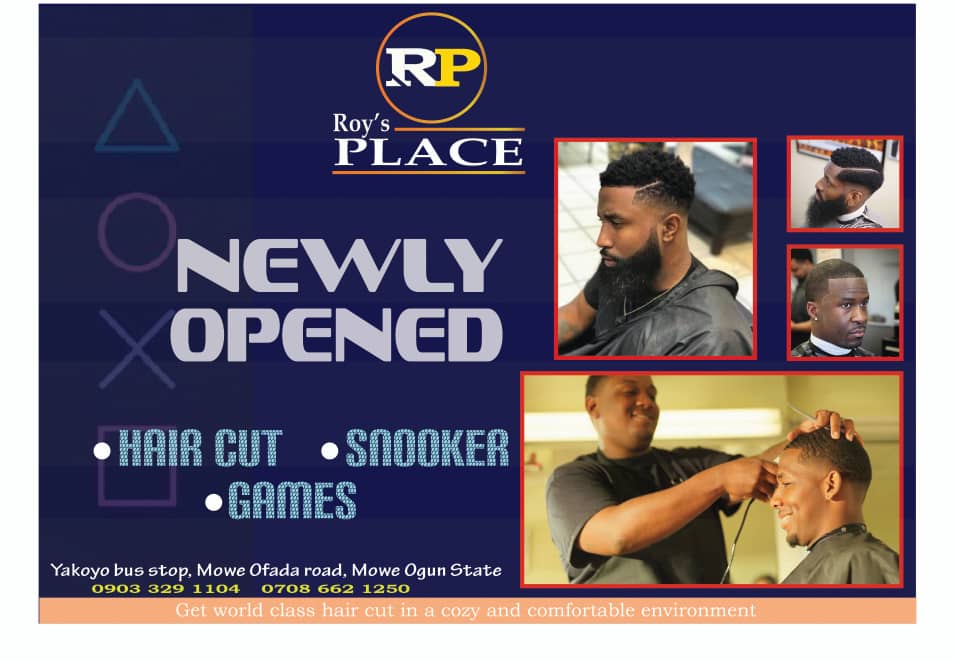 RP
Roy's
PLACE
NEWLY
OPENED
• HAIR CUT • SNOOKER
• GAMES
Yakoyo bus stop, Mowe Ofada road, Mowe Ogun State
0903 329 1104 0708 662 1250
Get world class hair cut in a cozy and comfortable environment